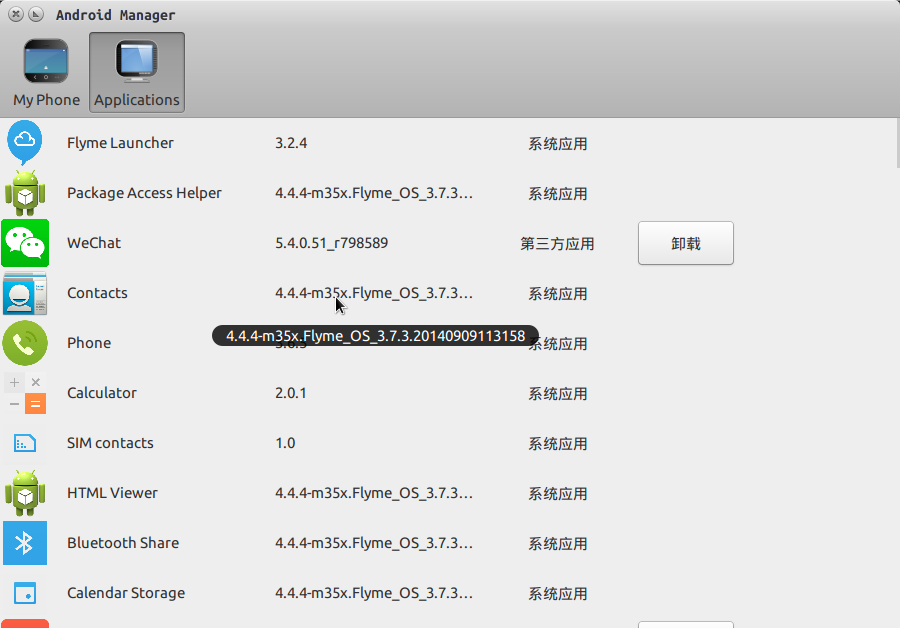 Android Manager
My Phone
Applications
Flyme Launcher 3.2.4 系统应用
Package Access Helper 4.4.4-m35x.Flyme_OS_3.7.3... 系统应用
WeChat 5.4.0.51_r798589 第三方应用 卸载
Contacts 4.4.4-m35x.Flyme_OS_3.7.3... 系统应用
4.4.4-m35x.Flyme_OS_3.7.3.20140909113158
Phone 系统应用
Calculator 2.0.1 系统应用
SIM contacts 1.0 系统应用
HTML Viewer 4.4.4-m35x.Flyme_OS_3.7.3... 系统应用
Bluetooth Share 4.4.4-m35x.Flyme_OS_3.7.3... 系统应用
Calendar Storage 4.4.4-m35x.Flyme_OS_3.7.3... 系统应用